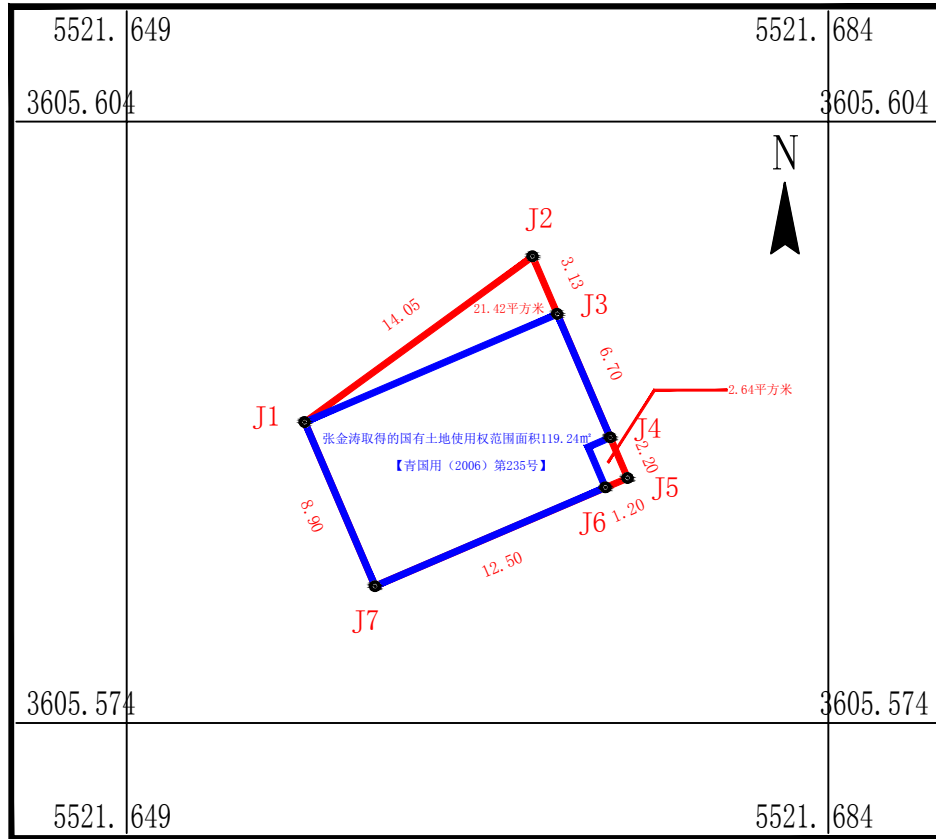 5521. 649
5521. 684
3605.604
3605.604
N
J2
3.13
14.05
21.42平方米
J3
6.70
2.64平方米
J1
J4
张金涛取得的国有土地使用权范围面积119.24㎡
2.20
【青国用（2006）第235号】
J5
8.90
J6
1.20
12.50
J7
3605.574
3605.574
5521. 649
5521. 684